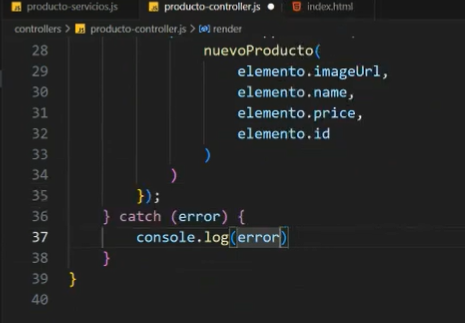 producto-servicios.js producto-controller.js index.html
controllers > producto-controller.js > render
28 nuevoProducto(
29 elemento.imageUrl,
30 elemento.name,
31 elemento.price,
32 elemento.id
33 )
34 )
35 });
36 } catch (error) {
37 console.log(error)
38 }
39 }
40